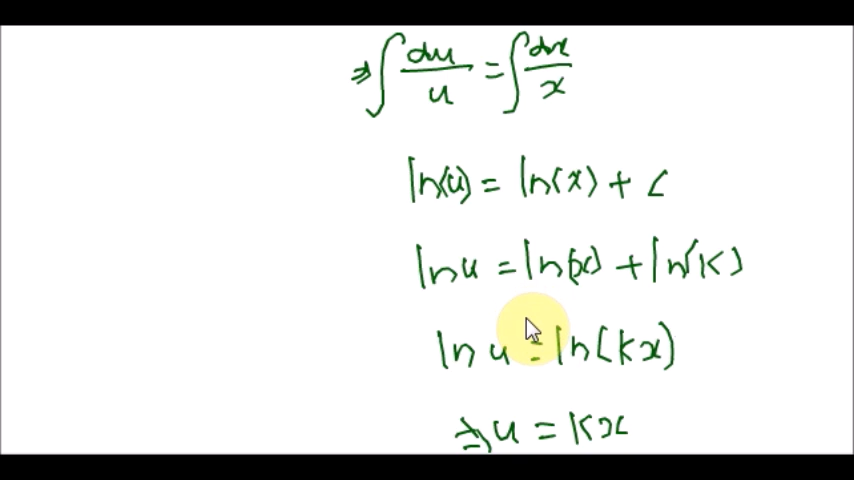 ⇒ ∫ du/u = ∫ dx/x
ln(u) = ln(x) + c
ln u = ln(x) + ln(K)
ln u = ln(Kx)
⇒ u = Kx